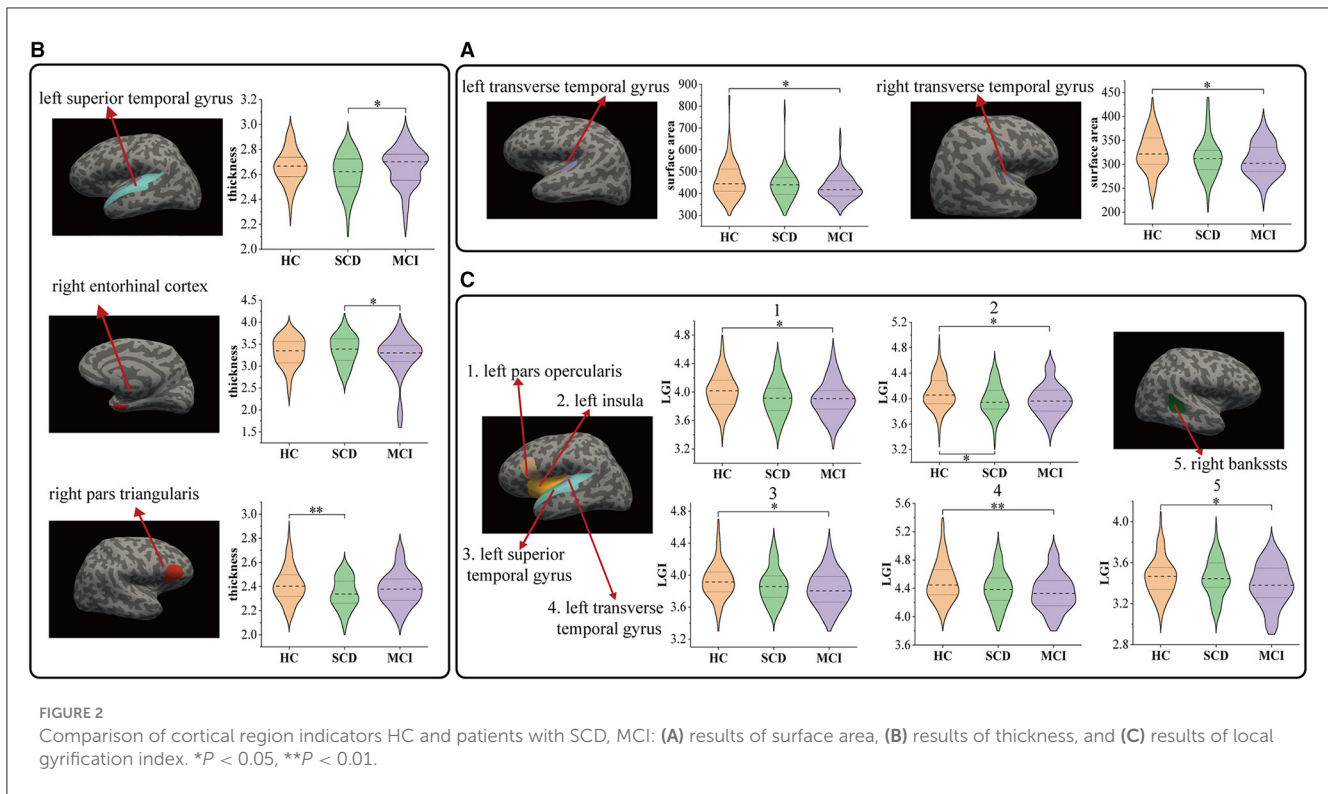 B
left superior temporal gyrus
thickness
3.2
3.0
2.8
2.6
2.4
2.2
2.0
*
HC SCD MCI
right entorhinal cortex
thickness
4.5
4.0
3.5
3.0
2.5
2.0
1.5
*
HC SCD MCI
right pars triangularis
thickness
3.0
2.8
2.6
2.4
2.2
2.0
**
HC SCD MCI
A
left transverse temporal gyrus
surface area
900
800
700
600
500
400
300
*
HC SCD MCI
right transverse temporal gyrus
surface area
450
400
350
300
250
200
*
HC SCD MCI
C
1. left pars opercularis
2. left insula
3. left superior
temporal gyrus
4. left transverse
temporal gyrus
1
LGI
4.8
4.4
4.0
3.6
3.2
*
HC SCD MCI
2
LGI
5.2
4.8
4.4
4.0
3.6
3.2
*
*
HC SCD MCI
5. right bankssts
3
LGI
4.8
4.4
4.0
3.6
3.2
*
HC SCD MCI
4
LGI
5.6
5.2
4.8
4.4
4.0
3.6
**
HC SCD MCI
5
LGI
4.4
4.0
3.6
3.2
2.8
*
HC SCD MCI
FIGURE 2
Comparison of cortical region indicators HC and patients with SCD, MCI: (A) results of surface area, (B) results of thickness, and (C) results of local
gyrification index. *P < 0.05, **P < 0.01.